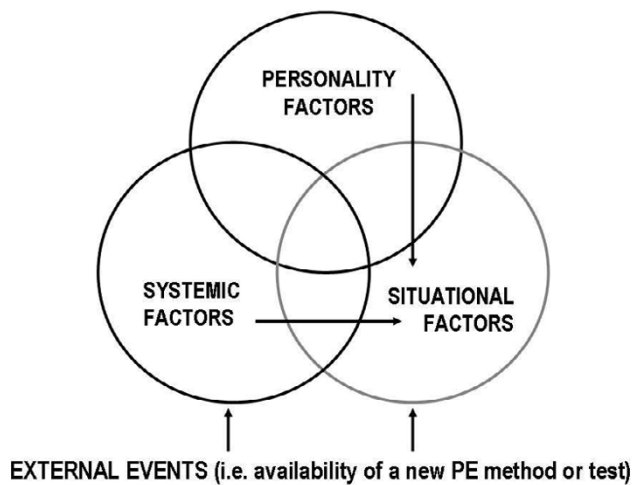 PERSONALITY
FACTORS
SYSTEMIC
FACTORS
SITUATIONAL
FACTORS
EXTERNAL EVENTS (i.e. availability of a new PE method or test)